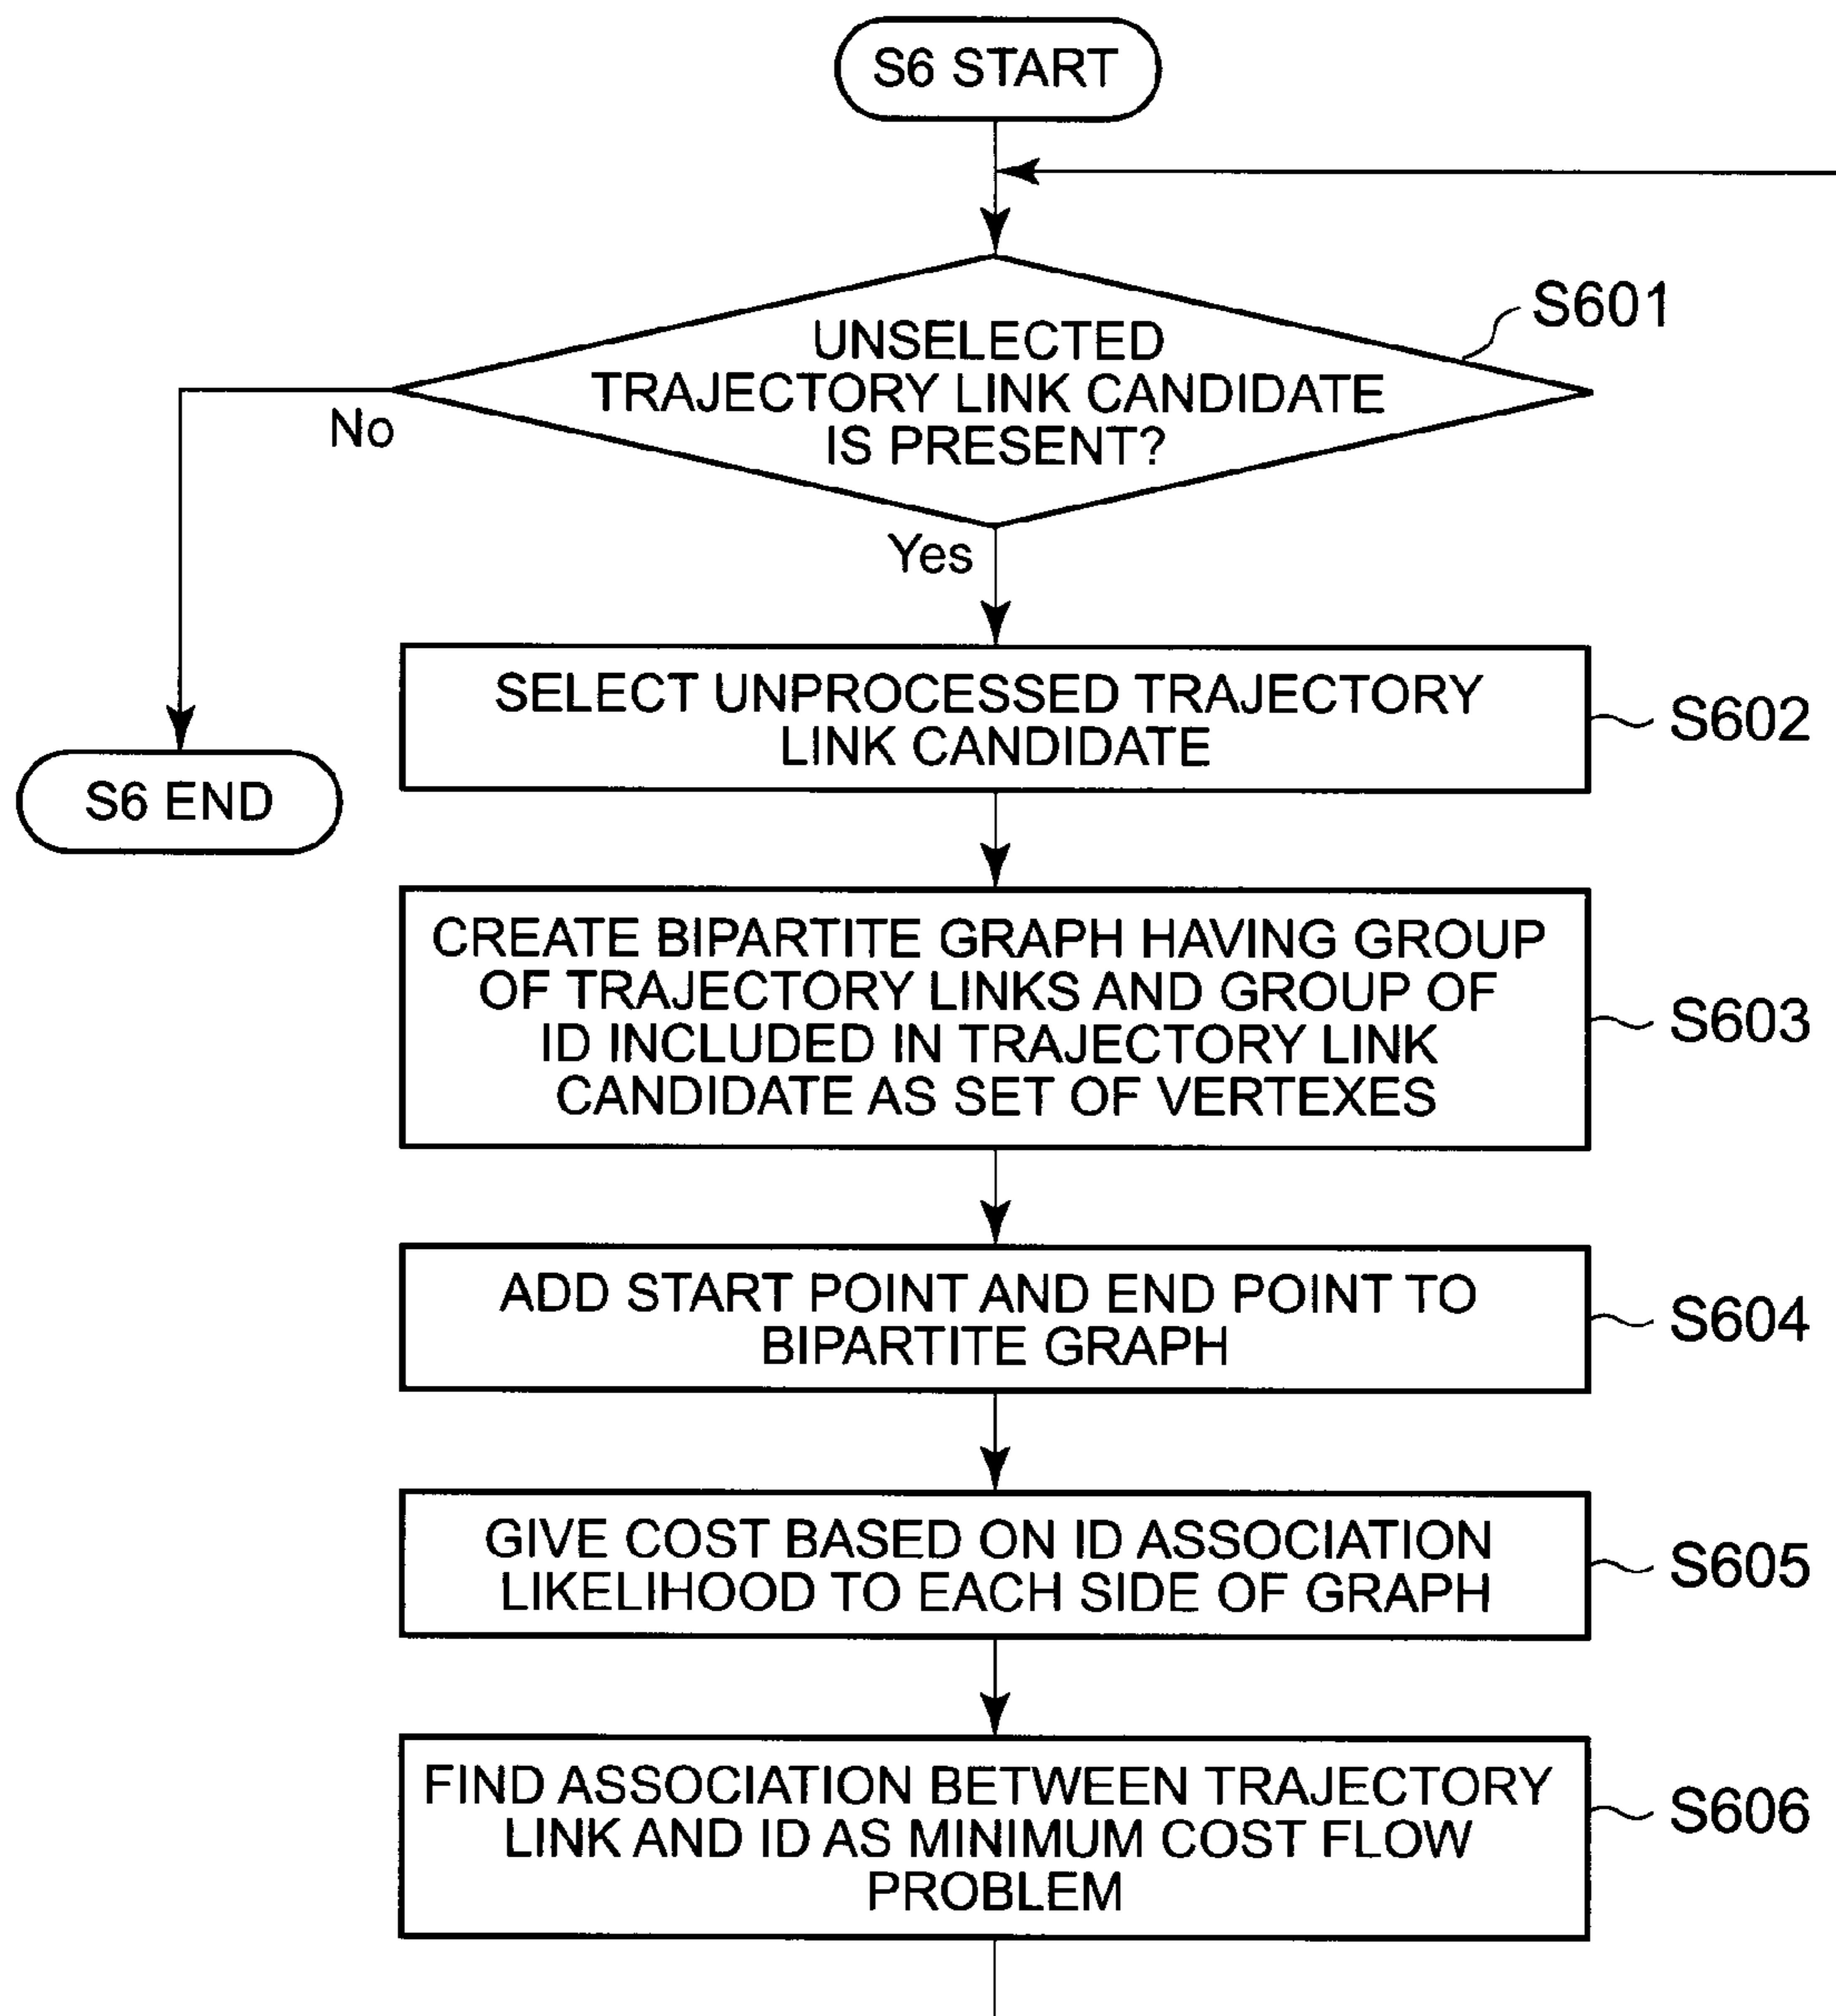 S6 START
S601
UNSELECTED
TRAJECTORY LINK CANDIDATE
IS PRESENT?
No
Yes
SELECT UNPROCESSED TRAJECTORY
LINK CANDIDATE
S602
S6 END
CREATE BIPARTITE GRAPH HAVING GROUP
OF TRAJECTORY LINKS AND GROUP OF
ID INCLUDED IN TRAJECTORY LINK
CANDIDATE AS SET OF VERTEXES
S603
ADD START POINT AND END POINT TO
BIPARTITE GRAPH
S604
GIVE COST BASED ON ID ASSOCIATION
LIKELIHOOD TO EACH SIDE OF GRAPH
S605
FIND ASSOCIATION BETWEEN TRAJECTORY
LINK AND ID AS MINIMUM COST FLOW
PROBLEM
S606